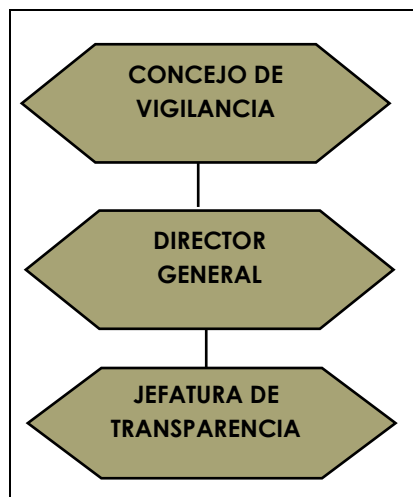 CONCEJO DE
VIGILANCIA
DIRECTOR
GENERAL
JEFATURA DE
TRANSPARENCIA